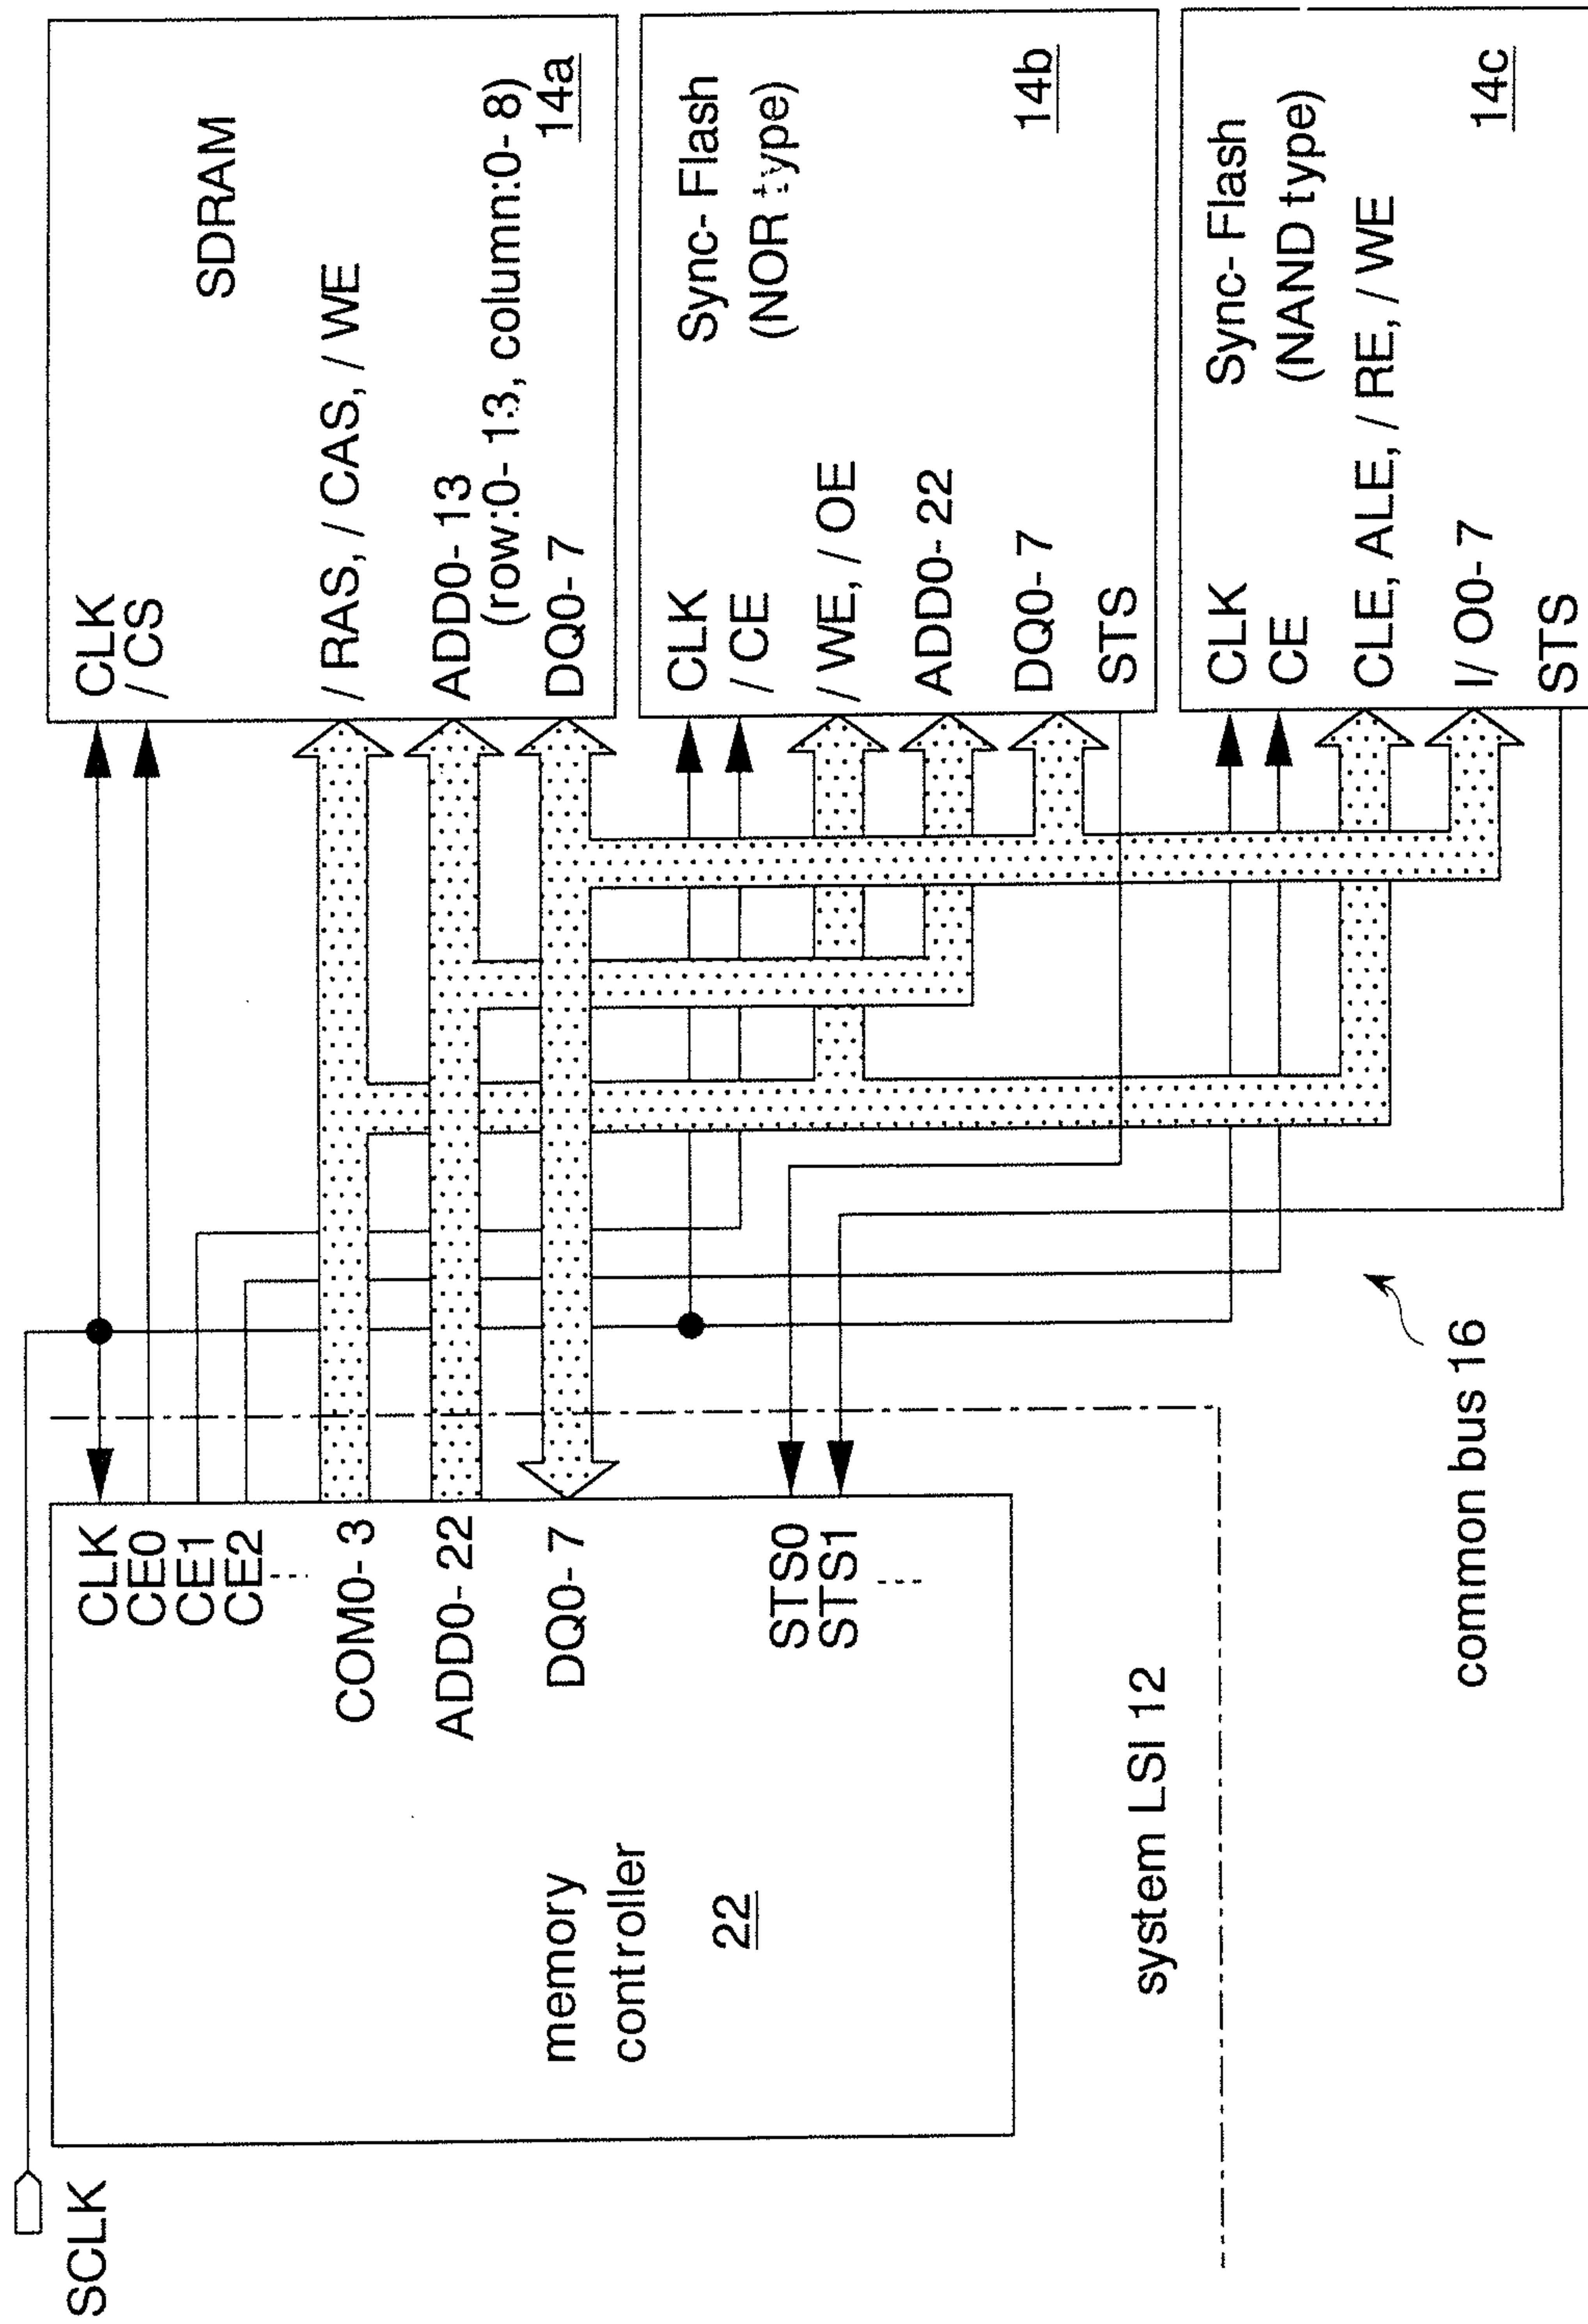 SCLK
memory
controller
22
CLK
CE0
CE1
CE2
COM0-3
ADD0-22
DQ0-7
STS0
STS1
system LSI 12
common bus 16
SDRAM
CLK
/CS
/RAS, /CAS, /WE
ADD0-13
(row:0-13, column:0-8)
DQ0-7
14a
Sync-Flash
(NOR type)
CLK
/CE
/WE, /OE
ADD0-22
DQ0-7
STS
14b
Sync-Flash
(NAND type)
CLK
CE
CLE, ALE, /RE, /WE
I/O0-7
STS
14c